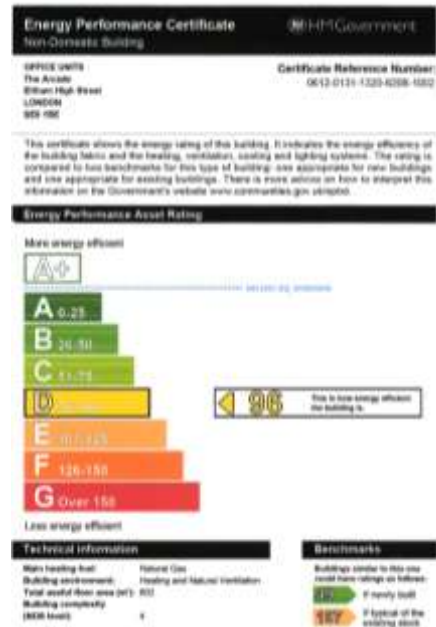 Energy Performance Certificate
HM Government
Non-Domestic Building
OFFICE UNITS
The Arcade
Eltham High Street
LONDON
Certificate Reference Number:
This certificate shows the energy rating of this building. It indicates the energy efficiency of
the building fabric and the heating, ventilation, cooling and lighting systems. The rating is
compared to two benchmarks for this type of building: one appropriate for new buildings
and one appropriate for existing buildings. There is more advice on how to interpret this
information on the Government's website www.communities.gov.uk/epbd.
Energy Performance Asset Rating
More energy efficient
A+
A 0-25
B 26-50
C 51-75
D
E 101-125
F 126-150
G Over 150
96
This is how energy efficient
the building is.
Less energy efficient
Technical information
Main heating fuel: Natural Gas
Building environment: Heating and Natural Ventilation
Total useful floor area (m²):
Building complexity
(NOS level): 4
Benchmarks
Buildings similar to this one
could have ratings as follows:
If newly built
If typical of the
existing stock